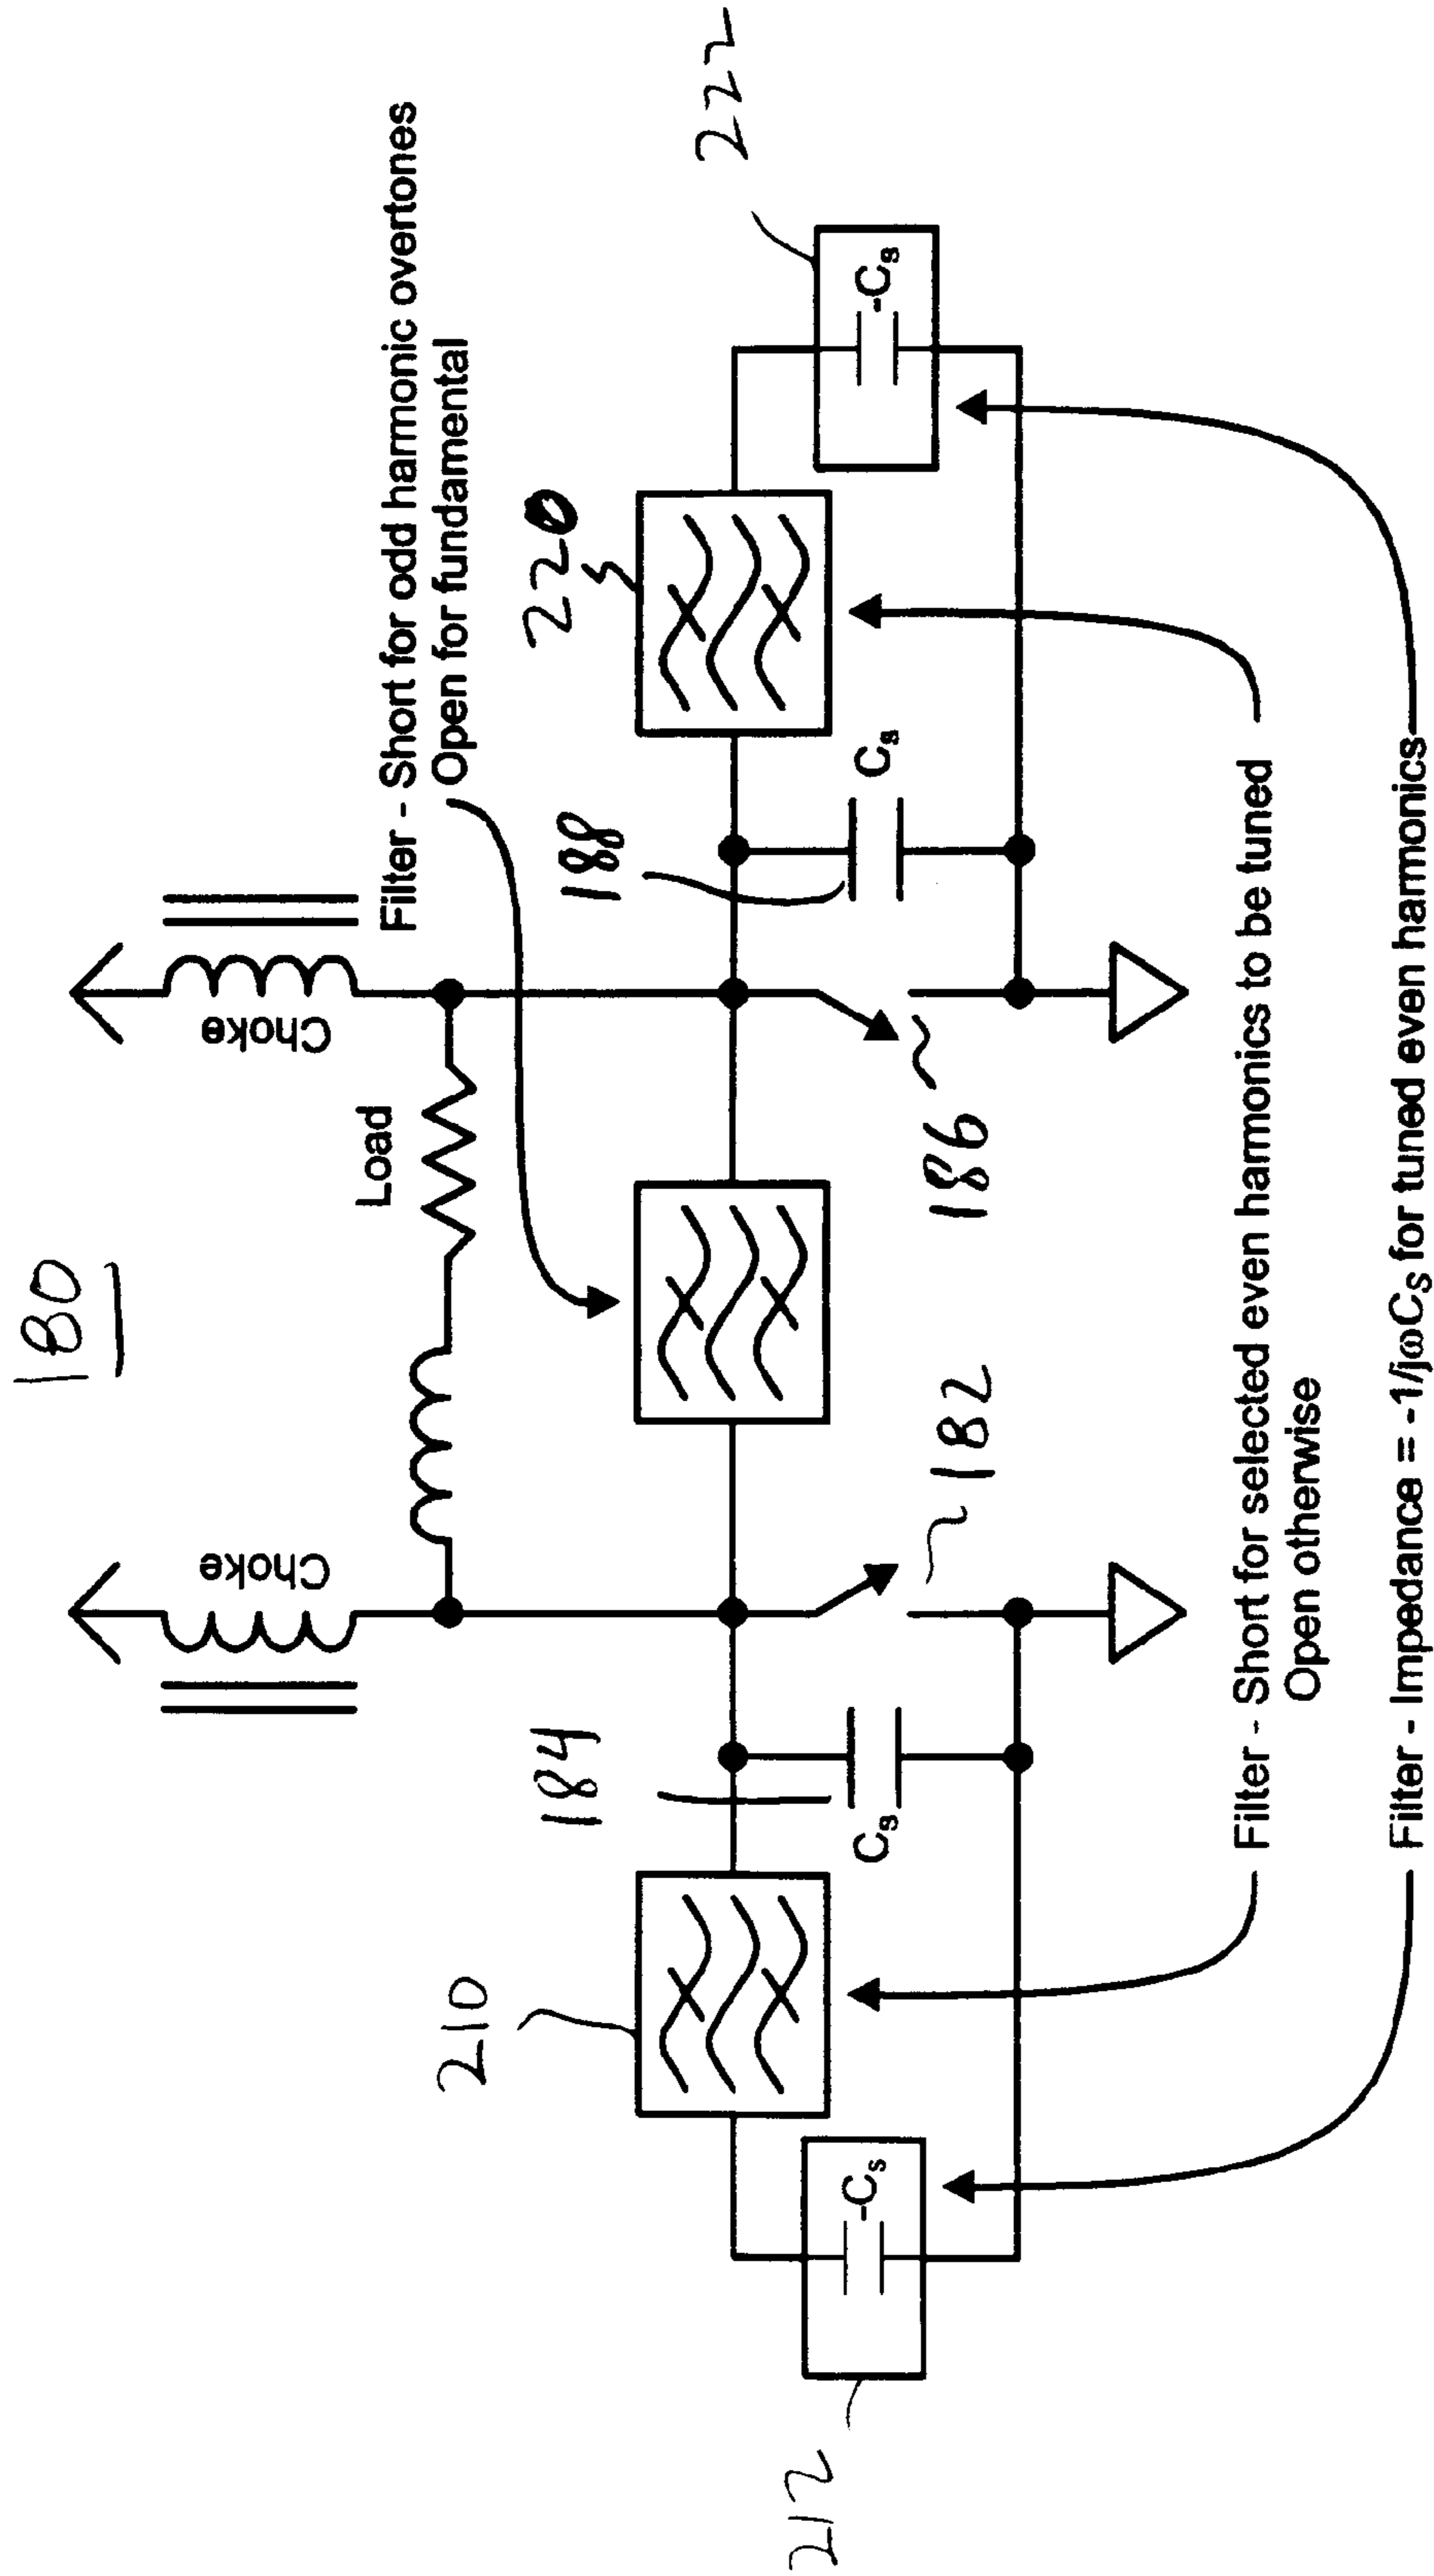 180
Choke
Choke
Load
Filter - Short for odd harmonic overtones
Open for fundamental
210
184
188
220
222
Cs
Cs
-Cs
-Cs
212
182
186
Filter - Short for selected even harmonics to be tuned
Open otherwise
Filter - Impedance = -1/jωCS for tuned even harmonics